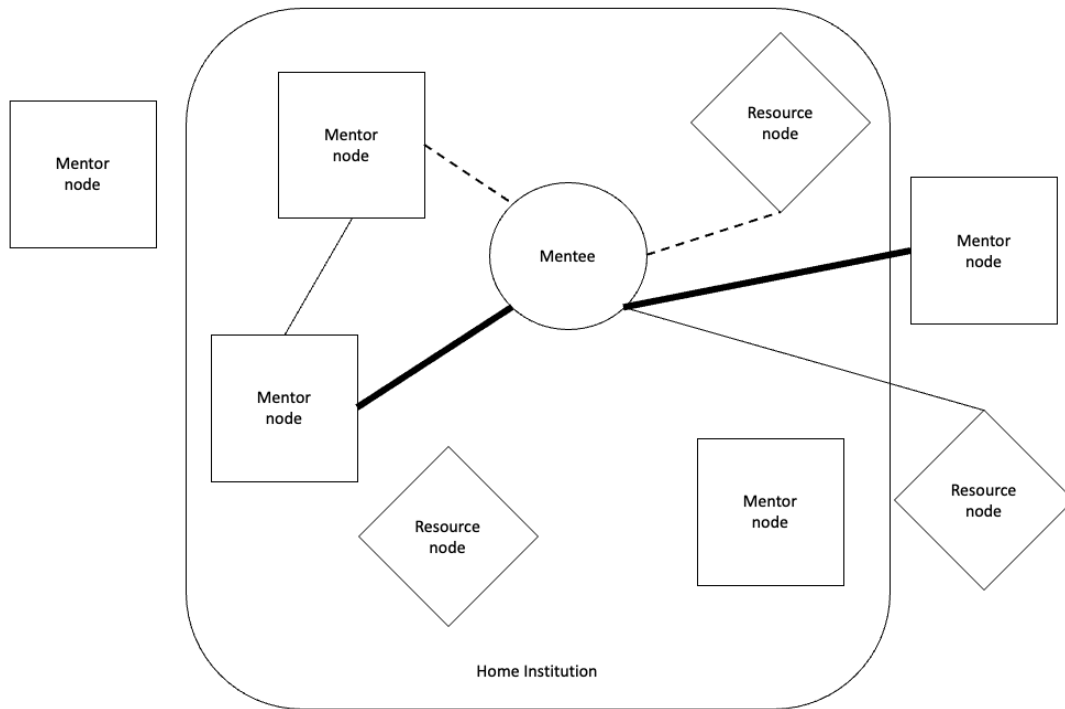 Mentor
node
Mentor
node
Resource
node
Mentee
Mentor
node
Mentor
node
Resource
node
Mentor
node
Resource
node
Home Institution